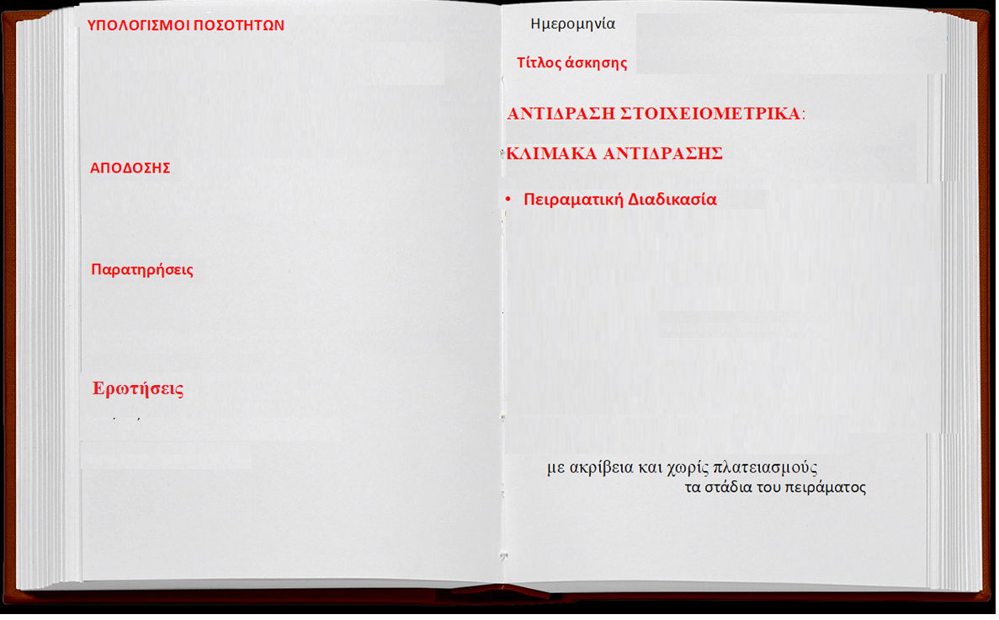 ΥΠΟΛΟΓΙΣΜΟΙ ΠΟΣΟΤΗΤΩΝ
ΑΠΟΔΟΣΗΣ
Παρατηρήσεις
Ερωτήσεις
Ημερομηνία
Τίτλος άσκησης
ΑΝΤΙΔΡΑΣΗ ΣΤΟΙΧΕΙΟΜΕΤΡΙΚΑ:
ΚΛΙΜΑΚΑ ΑΝΤΙΔΡΑΣΗΣ
• Πειραματική Διαδικασία
με ακρίβεια και χωρίς πλατειασμούς
τα στάδια του πειράματος